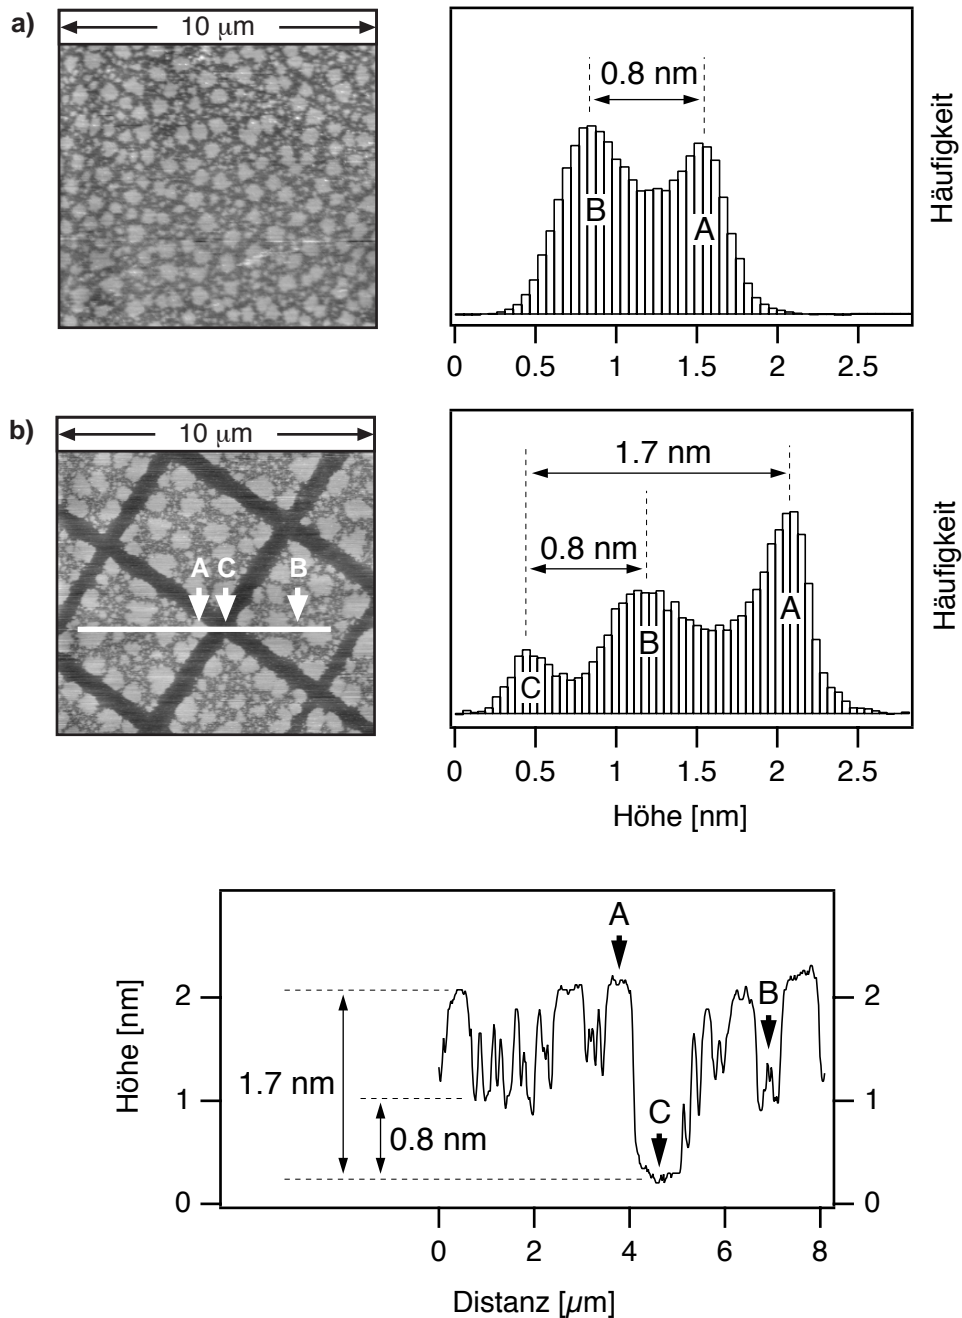 a)
10 μm
0.8 nm
B
A
Häufigkeit
0 0.5 1 1.5 2 2.5
b)
10 μm
A C B
1.7 nm
0.8 nm
C
B
A
Häufigkeit
0 0.5 1 1.5 2 2.5
Höhe [nm]
A
B
C
1.7 nm
0.8 nm
Höhe [nm]
2
1
0
2
1
0
0 2 4 6 8
Distanz [μm]